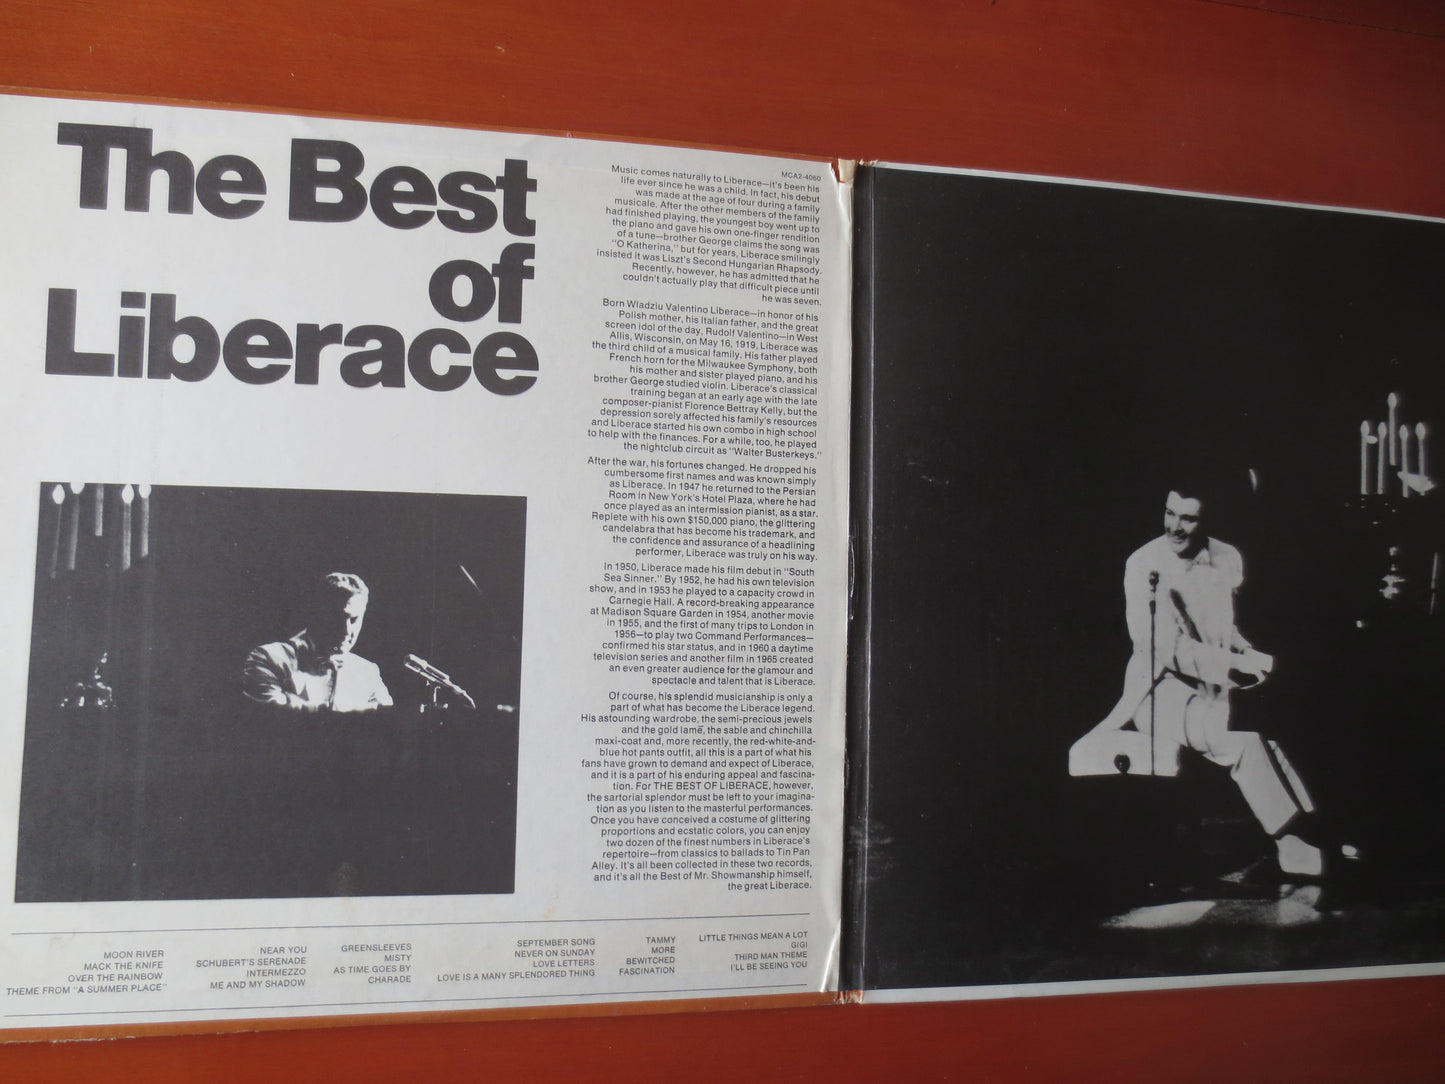 The Best
of
Liberace
MCA2-4060
Music comes naturally to Liberace—it's been his
life ever since he was a child. In fact, his debut
was made at the age of four during a family
musicale. After the other members of the family
had finished playing, the youngest boy went up to
the piano and gave his own one-finger rendition
of a tune—brother George claims the song was
"O Katherina," but for years, Liberace smilingly
insisted it was Liszt's Second Hungarian Rhapsody.
Recently, however, he has admitted that he
couldn't actually play that difficult piece until
he was seven.
Born Wladziu Valentino Liberace—in honor of his
Polish mother, his Italian father, and the great
screen idol of the day, Rudolf Valentino—in West
Allis, Wisconsin, on May 16, 1919, Liberace was
the third child of a musical family. His father played
French horn for the Milwaukee Symphony, both
his mother and sister played piano, and his
brother George studied violin. Liberace's classical
training began at an early age with the late
composer-pianist Florence Bettray Kelly, but the
depression sorely affected his family's resources
and Liberace started his own combo in high school
to help with the finances. For a while, too, he played
the nightclub circuit as "Walter Busterkeys."
After the war, his fortunes changed. He dropped his
cumbersome first names and was known simply
as Liberace. In 1947 he returned to the Persian
Room in New York's Hotel Plaza, where he had
once played as an intermission pianist, as a star.
Replete with his own $150,000 piano, the glittering
candelabra that has become his trademark, and
the confidence and assurance of a headlining
performer, Liberace was truly on his way.
In 1950, Liberace made his film debut in "South
Sea Sinner." By 1952, he had his own television
show, and in 1953 he played to a capacity crowd in
Carnegie Hall. A record-breaking appearance
at Madison Square Garden in 1954, another movie
in 1955, and the first of many trips to London in
1956—to play two Command Performances—
confirmed his star status, and in 1960 a daytime
television series and another film in 1965 created
an even greater audience for the glamour and
spectacle and talent that is Liberace.
Of course, his splendid musicianship is only a
part of what has become the Liberace legend.
His astounding wardrobe, the semi-precious jewels
and the gold lamé, the sable and chinchilla
maxi-coat and, more recently, the red-white-and-
blue hot pants outfit, all this is a part of what his
fans have grown to demand and expect of Liberace,
and it is a part of his enduring appeal and fascina-
tion. For THE BEST OF LIBERACE, however,
the sartorial splendor must be left to your imagina-
tion as you listen to the masterful performances.
Once you have conceived a costume of glittering
proportions and ecstatic colors, you can enjoy
two dozen of the finest numbers in Liberace's
repertoire—from classics to ballads to Tin Pan
Alley. It's all been collected in these two records,
and it's all the Best of Mr. Showmanship himself,
the great Liberace.
MOON RIVER
MACK THE KNIFE
OVER THE RAINBOW
THEME FROM "A SUMMER PLACE"
NEAR YOU
SCHUBERT'S SERENADE
INTERMEZZO
ME AND MY SHADOW
GREENSLEEVES
MISTY
AS TIME GOES BY
CHARADE
SEPTEMBER SONG
NEVER ON SUNDAY
LOVE LETTERS
LOVE IS A MANY SPLENDORED THING
TAMMY
MORE
BEWITCHED
FASCINATION
LITTLE THINGS MEAN A LOT
GIGI
THIRD MAN THEME
I'LL BE SEEING YOU